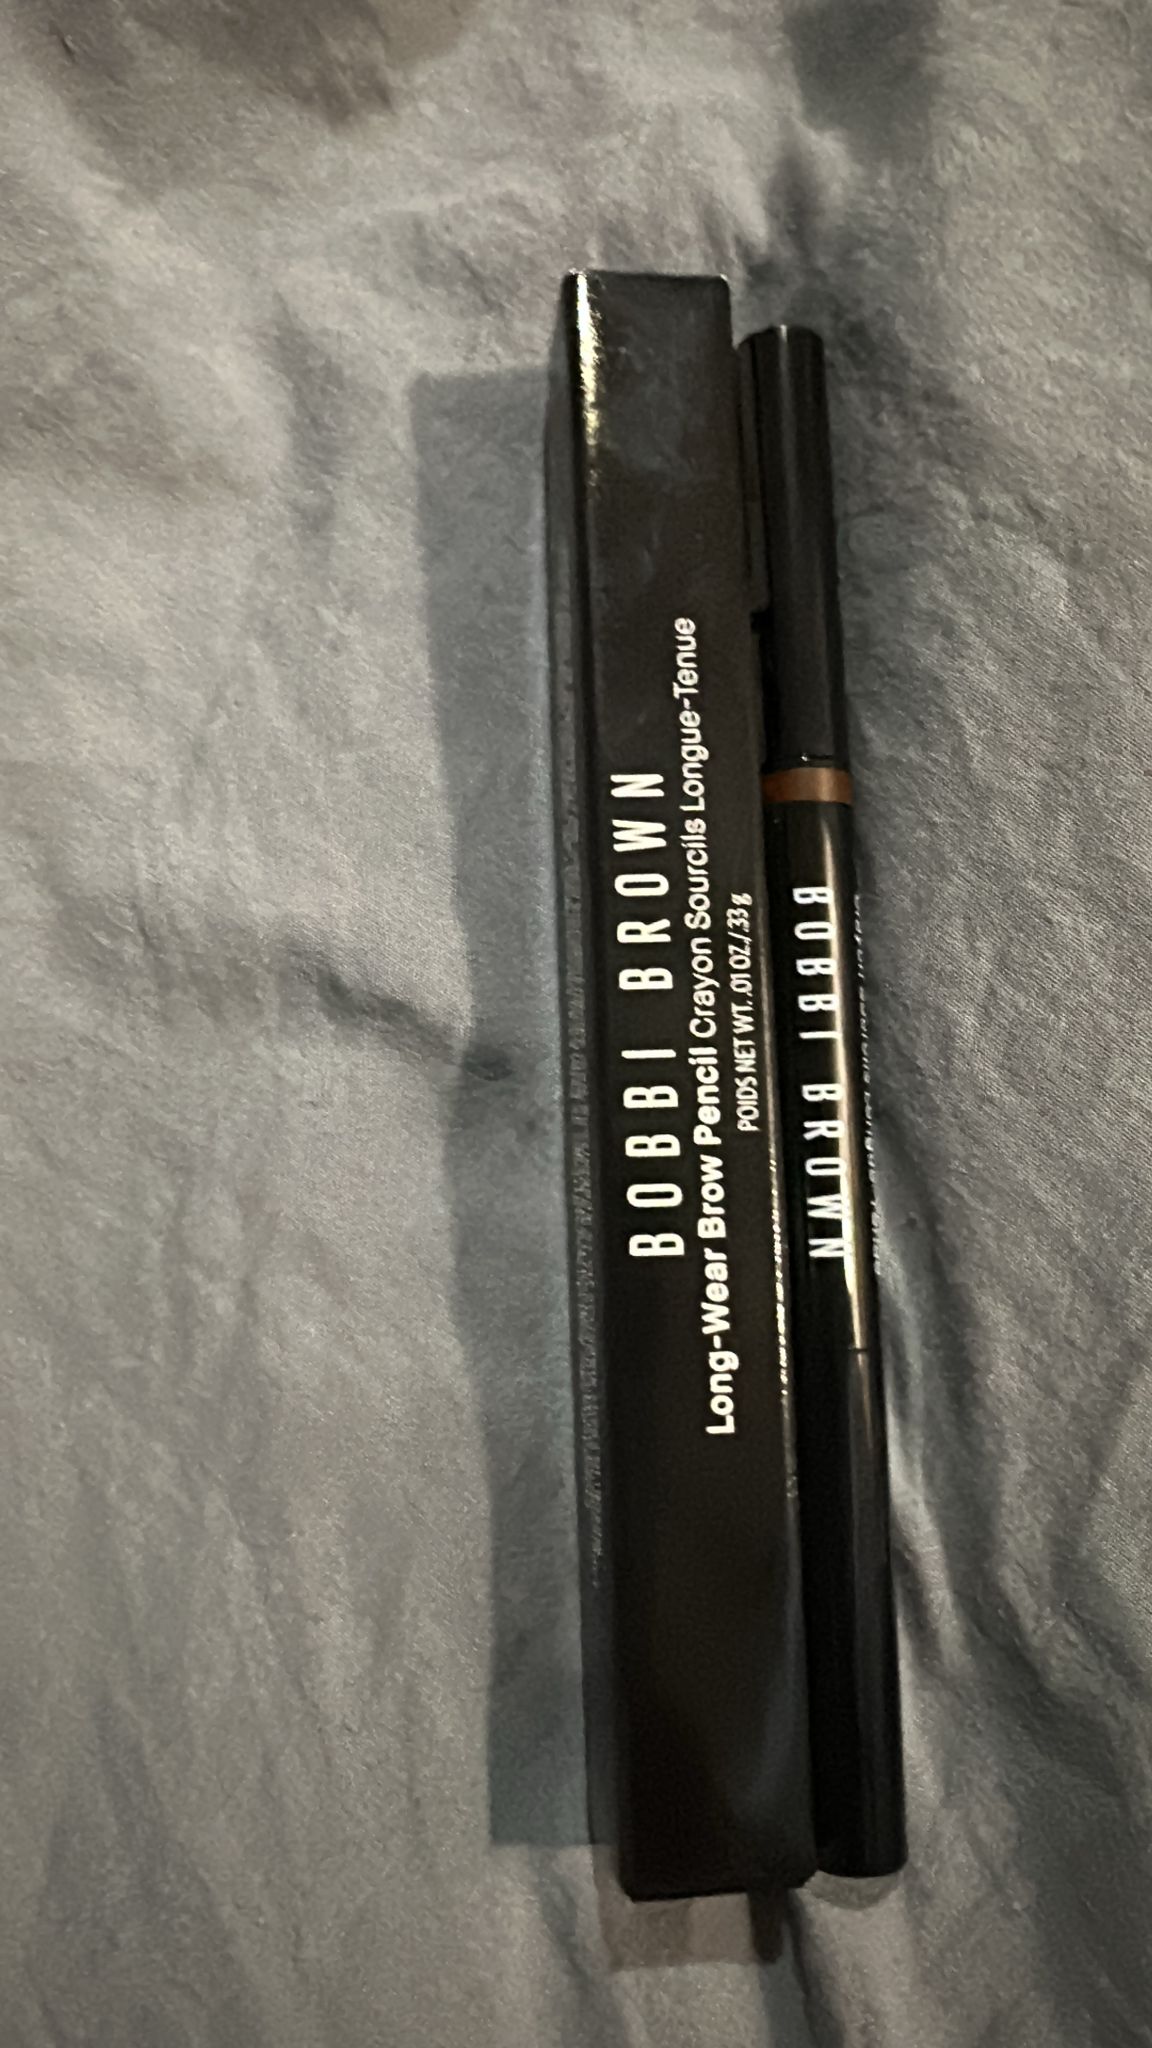 BOBBI BROWN
Long-Wear Brow Pencil Crayon Sourcils Longue-Tenue
POIDS NET WT. .01 OZ./.33 g
BOBBI BROWN